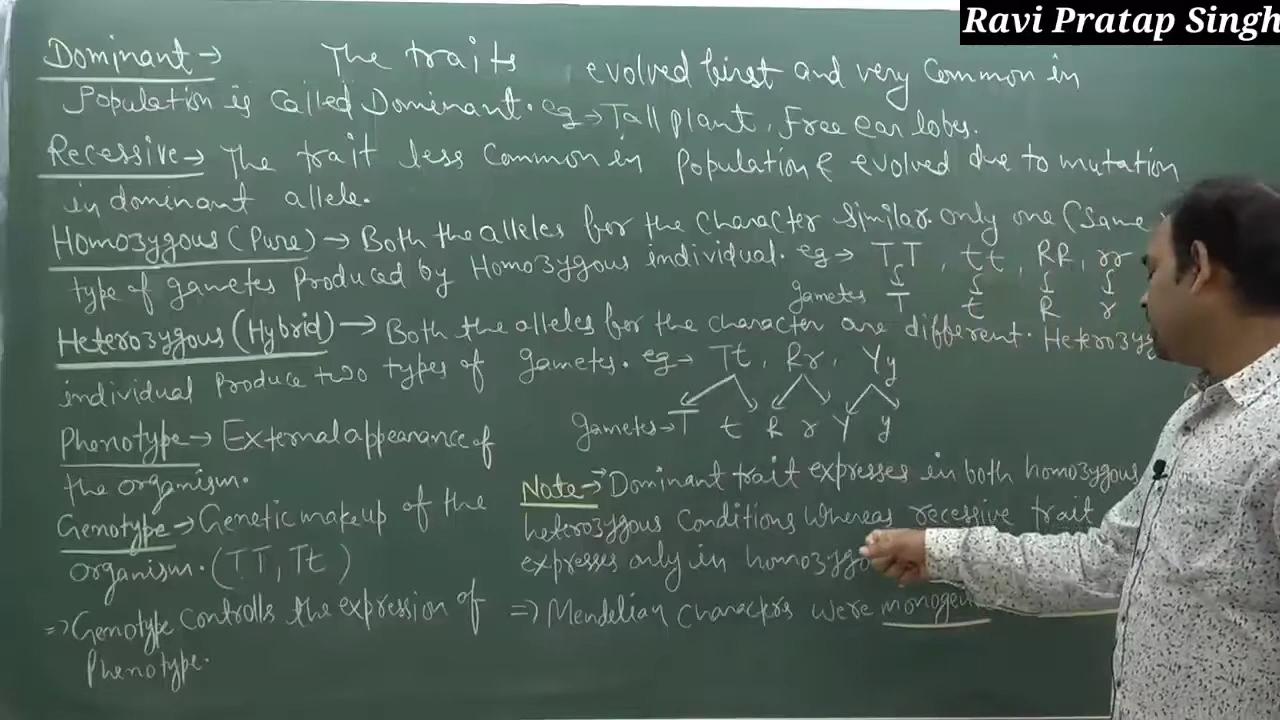 Ravi Pratap Singh
Dominant → The traits evolved first and very Common in
Population is Called Dominant. eg → Tall plant, Free ear lobes.
Recessive → The trait less Common in Population & evolved due to mutation
in dominant allele.
Homozygous (Pure) → Both the alleles for the Character Similar. only one (Same
type of gametes Produced by Homozygous individual. eg → TT, tt, RR, rr
gametes T t R r
Heterozygous (Hybrid) → Both the alleles for the character are different. Heterozy
individual Produce two types of gametes. eg → Tt, Rr, Yy
gametes → T t R r Y y
Phenotype → External appearance of
the organism.
Genotype → Genetic makeup of the
organism. (TT, Tt)
⇒ Genotype Controlls the expression of
Phenotype.
Note → Dominant trait expresses in both homozygous
heterozygous Conditions Whereas recessive trait
expresses only in homozygo
⇒ Mendelian Characters were monogen